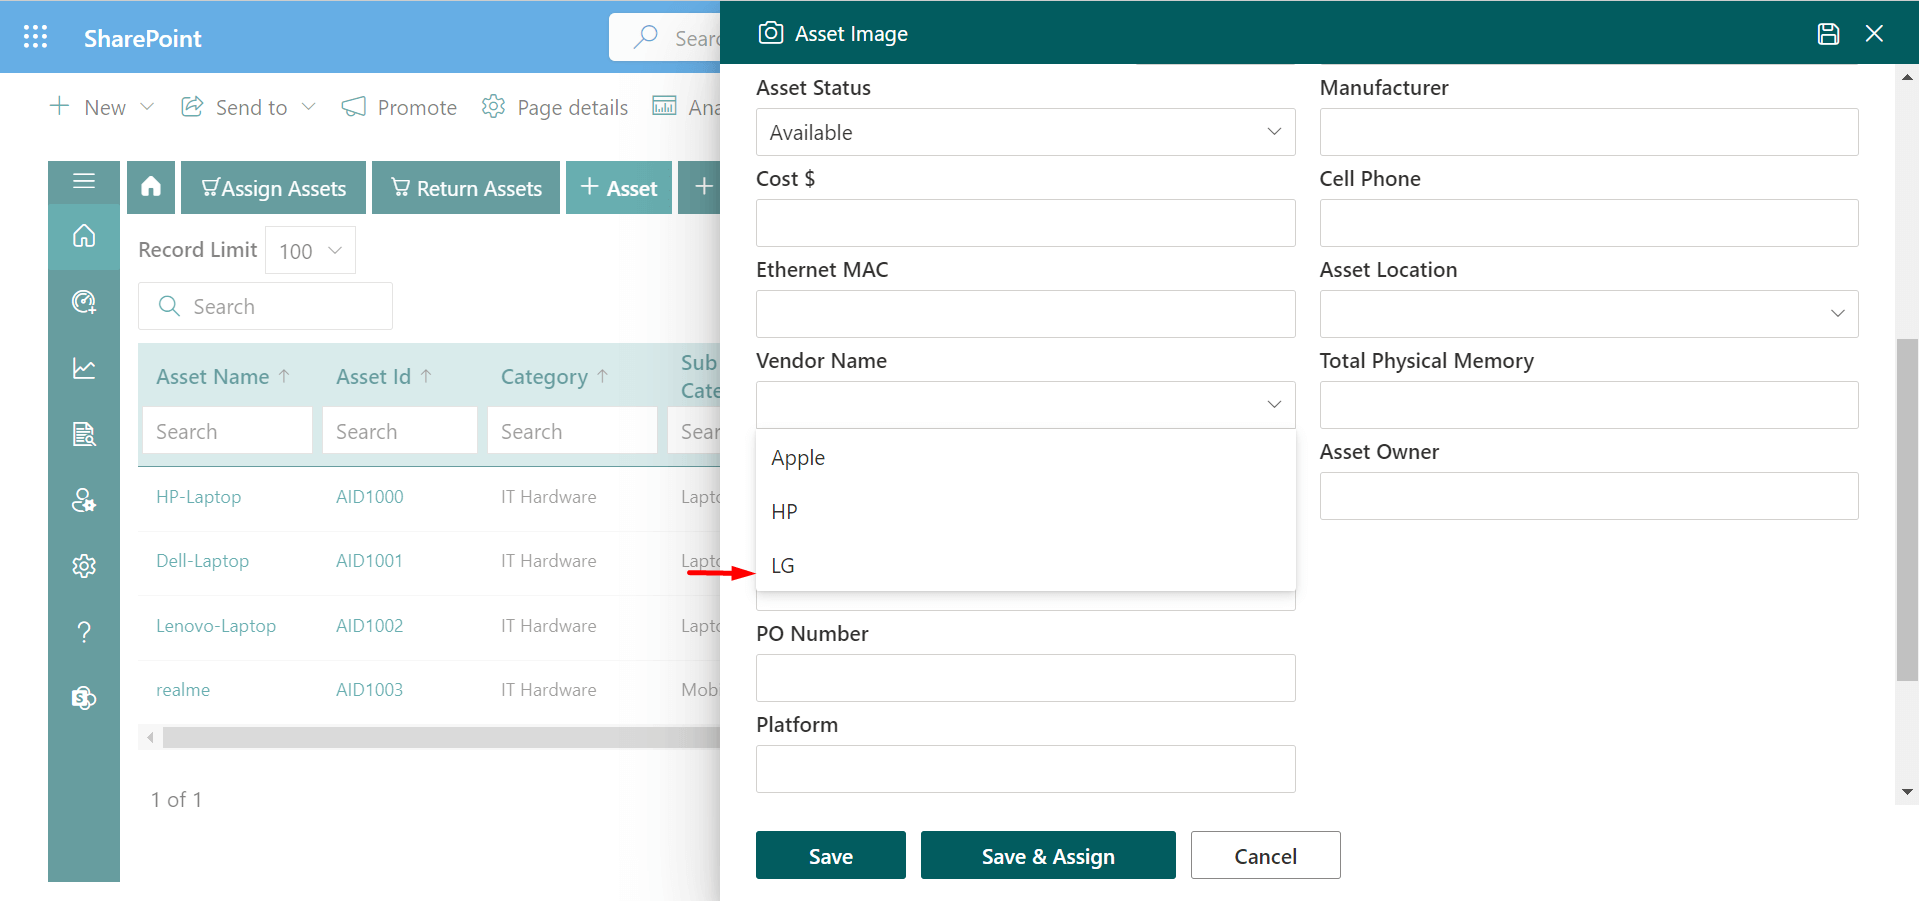 SharePoint
Searc
New
Send to
Promote
Page details
Ana
Assign Assets
Return Assets
+ Asset
+
Record Limit
100
Search
Asset Name ↑
Asset Id ↑
Category ↑
Sub
Cate
Search
Search
Search
Sear
HP-Laptop
AID1000
IT Hardware
Lapto
Dell-Laptop
AID1001
IT Hardware
Lapto
Lenovo-Laptop
AID1002
IT Hardware
Lapto
realme
AID1003
IT Hardware
Mobi
1 of 1
Asset Image
Asset Status
Available
Manufacturer
Cost $
Cell Phone
Ethernet MAC
Asset Location
Vendor Name
Total Physical Memory
Apple
HP
LG
Asset Owner
PO Number
Platform
Save
Save & Assign
Cancel